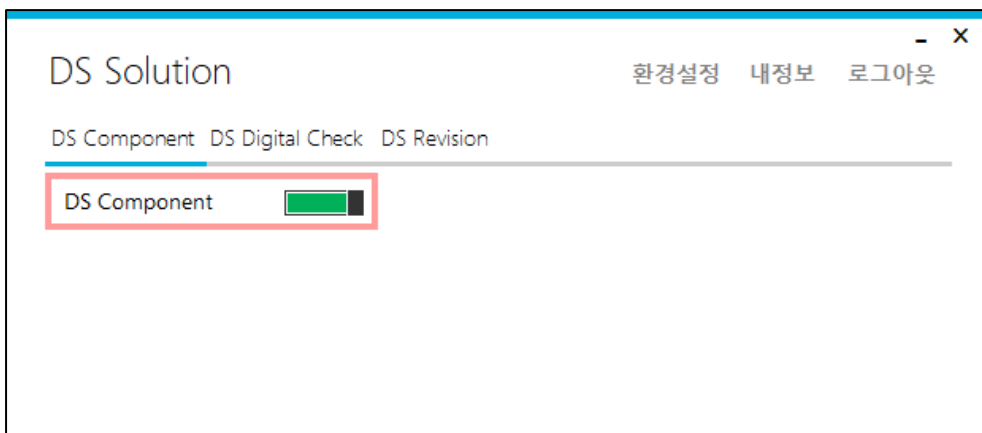 DS Solution
환경설정 내정보 로그아웃
DS Component DS Digital Check DS Revision
DS Component